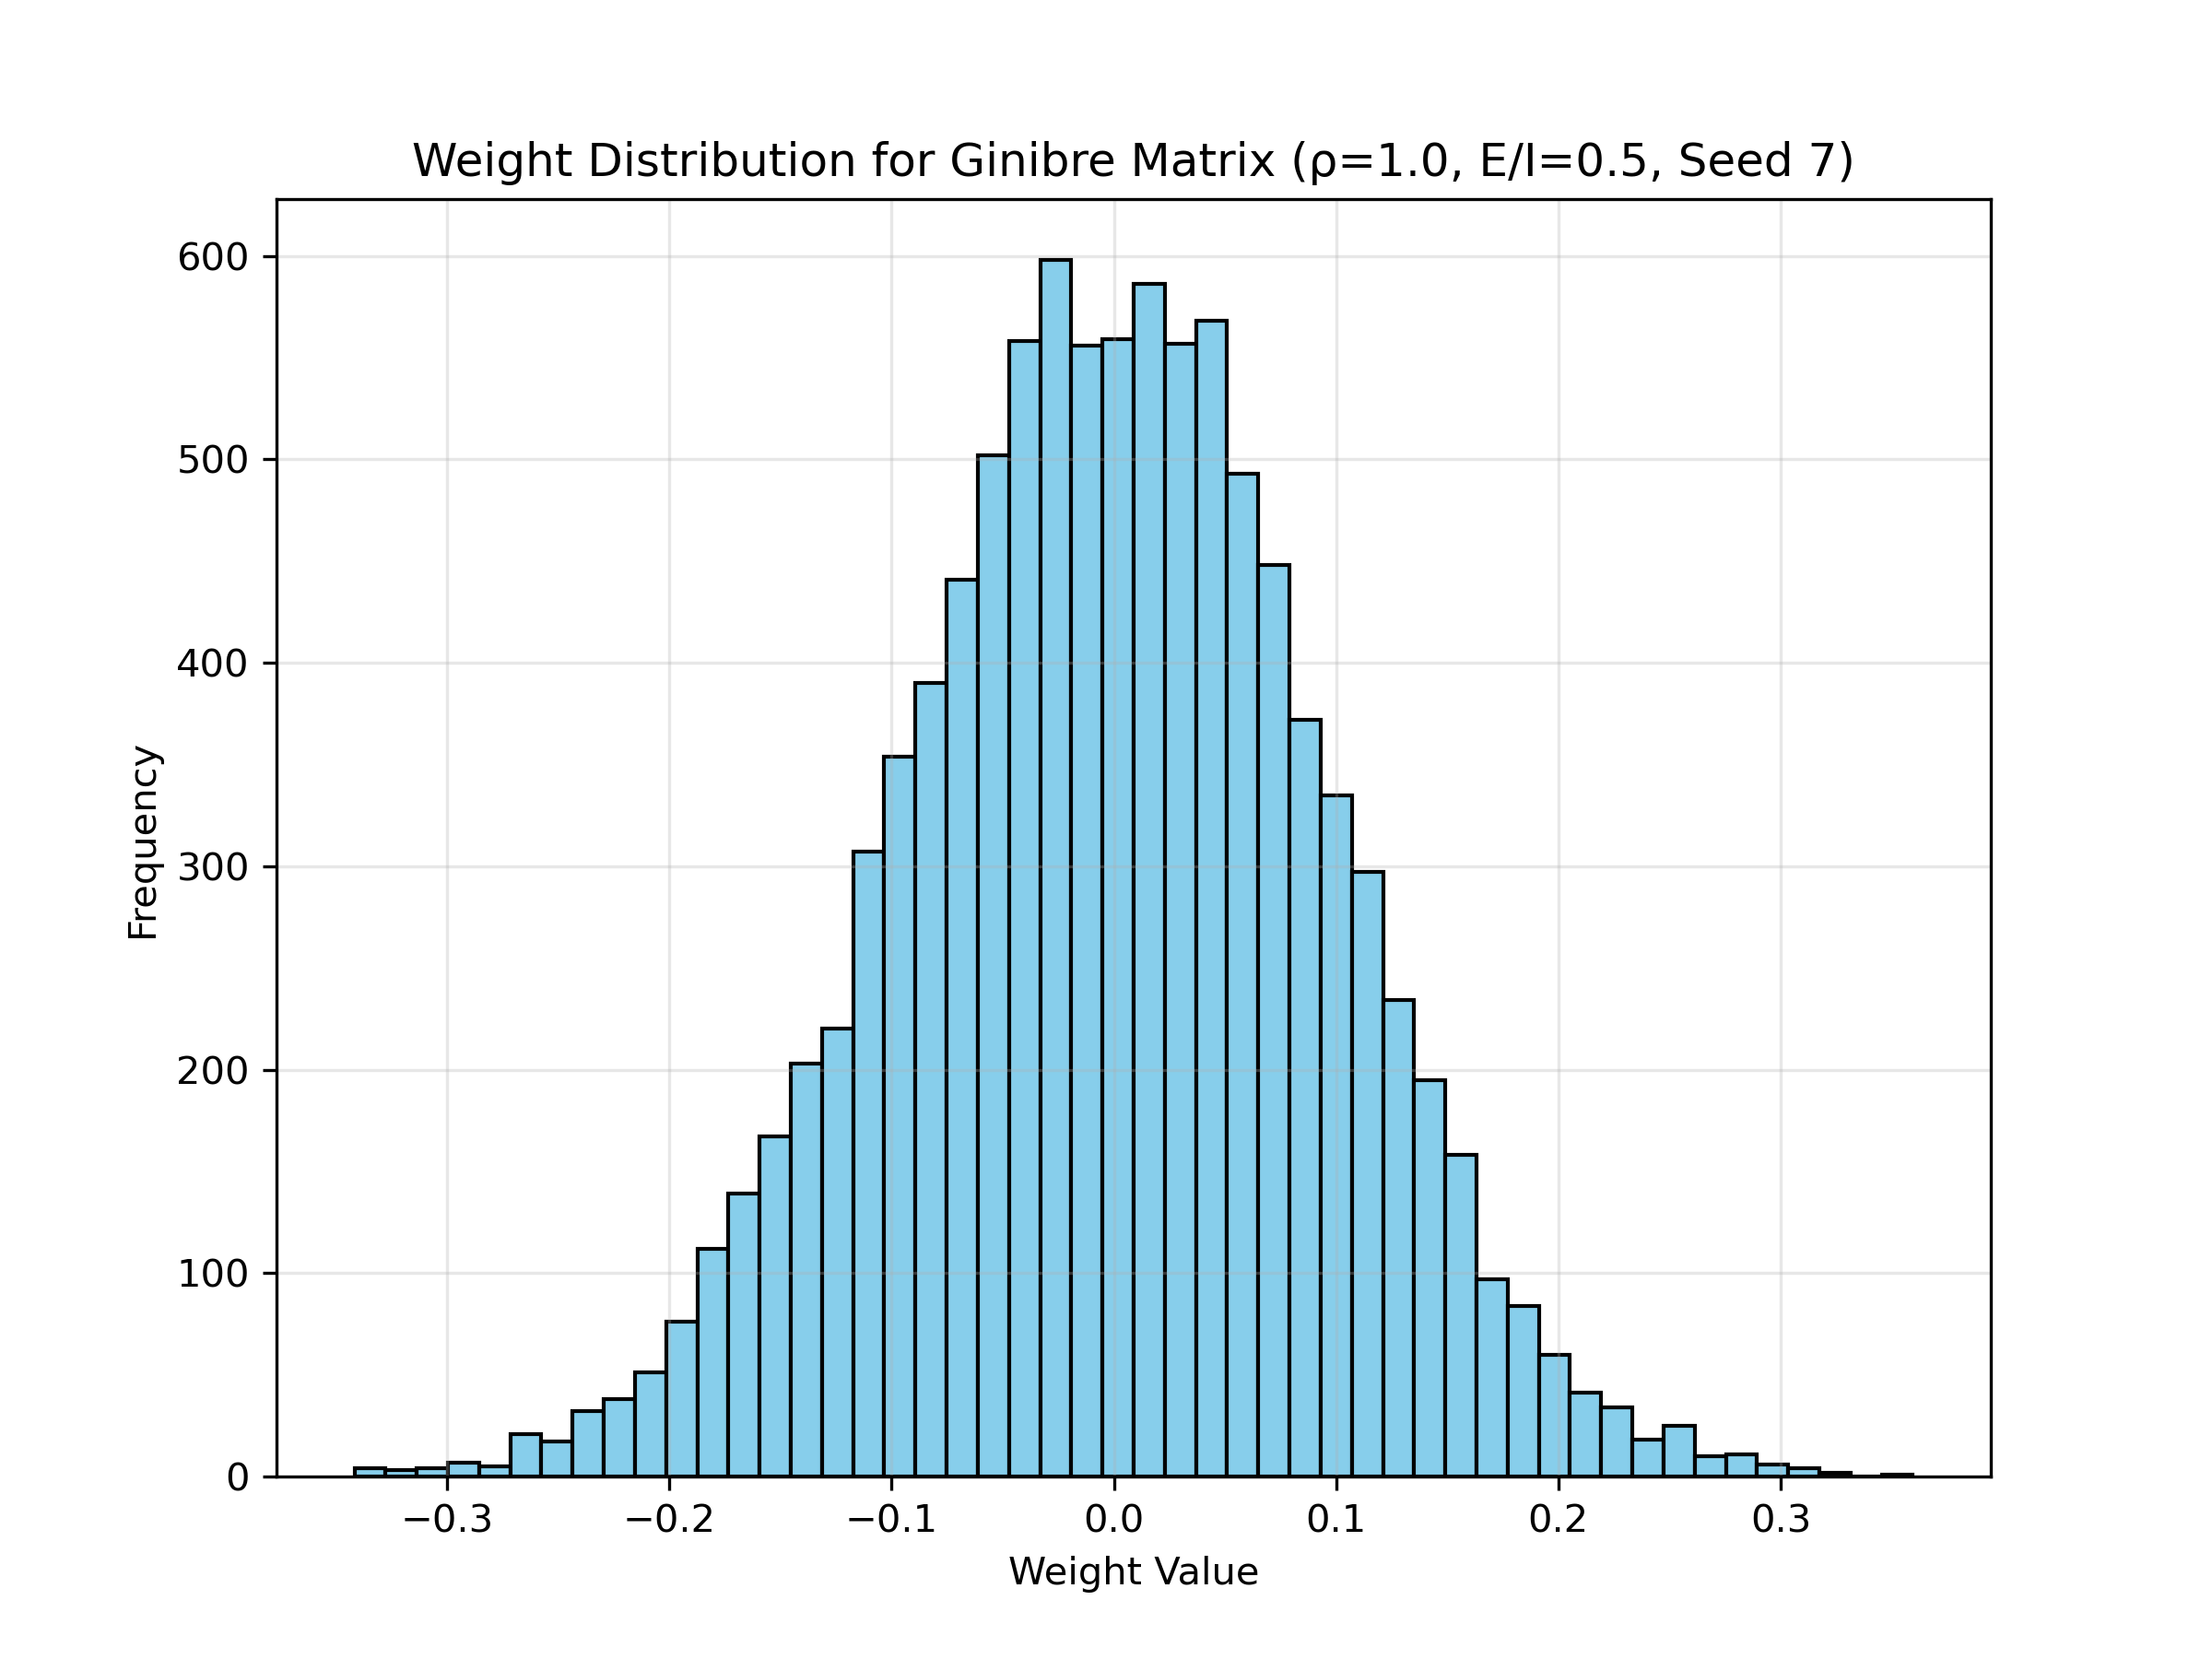 Weight Distribution for Ginibre Matrix (ρ=1.0, E/I=0.5, Seed 7)
600
500
400
300
200
100
0
Frequency
−0.3 −0.2 −0.1 0.0 0.1 0.2 0.3
Weight Value